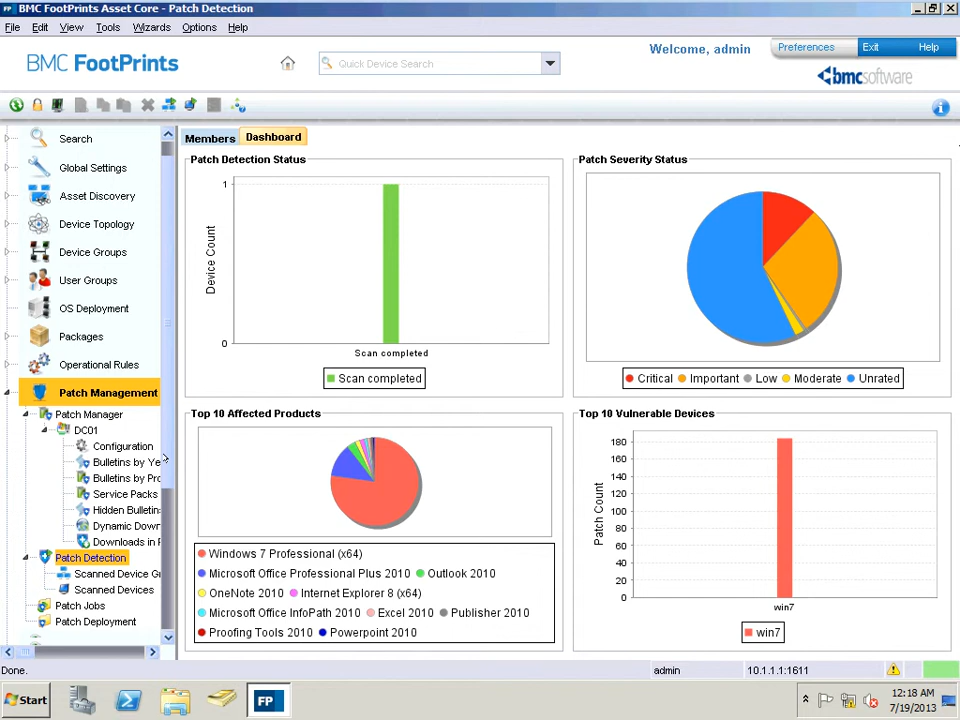 BMC FootPrints Asset Core - Patch Detection
File Edit View Tools Wizards Options Help
BMC FootPrints
Quick Device Search
Welcome, admin
Preferences Exit Help
bmcsoftware
Search
Global Settings
Asset Discovery
Device Topology
Device Groups
User Groups
OS Deployment
Packages
Operational Rules
Patch Management
Patch Manager
DC01
Configuration
Bulletins by Ye
Bulletins by Pro
Service Packs
Hidden Bulletin
Dynamic Down
Downloads in
Patch Detection
Scanned Device Gr
Scanned Devices
Patch Jobs
Patch Deployment
Members Dashboard
Patch Detection Status
1
Device Count
0
Scan completed
Scan completed
Patch Severity Status
Critical Important Low Moderate Unrated
Top 10 Affected Products
Windows 7 Professional (x64)
Microsoft Office Professional Plus 2010 Outlook 2010
OneNote 2010 Internet Explorer 8 (x64)
Microsoft Office InfoPath 2010 Excel 2010 Publisher 2010
Proofing Tools 2010 Powerpoint 2010
Top 10 Vulnerable Devices
180
160
140
120
100
80
60
40
20
0
Patch Count
win7
win7
Done.
admin
10.1.1.1:1611
Start
FP
12:18 AM
7/19/2013